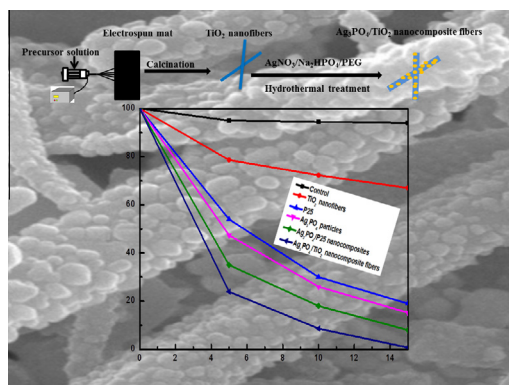 Electrospun mat
TiO₂ nanofibers
Ag₃PO₄/TiO₂ nanocomposite fibers
Precursor solution
Calcination
AgNO₃/Na₂HPO₄/PEG
Hydrothermal treatment
100
80
60
40
20
0
0 2 4 6 8 10 12 14
Control
TiO₂ nanofibers
P25
Ag₃PO₄ particles
Ag₃PO₄/P25 nanocomposites
Ag₃PO₄/TiO₂ nanocomposite fibers